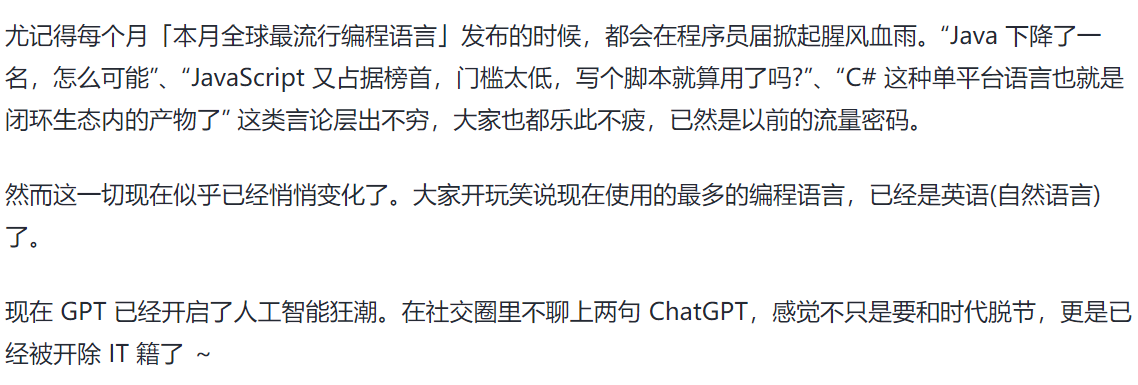 尤记得每个月「本月全球最流行编程语言」发布的时候，都会在程序员届掀起腥风血雨。“Java 下降了一
名，怎么可能”、“JavaScript 又占据榜首，门槛太低，写个脚本就算用了吗?”、“C# 这种单平台语言也就是
闭环生态内的产物了” 这类言论层出不穷，大家也都乐此不疲，已然是以前的流量密码。
然而这一切现在似乎已经悄悄变化了。大家开玩笑说现在使用的最多的编程语言，已经是英语(自然语言)
了。
现在 GPT 已经开启了人工智能狂潮。在社交圈里不聊上两句 ChatGPT，感觉不只是要和时代脱节，更是已
经被开除 IT 籍了 ～